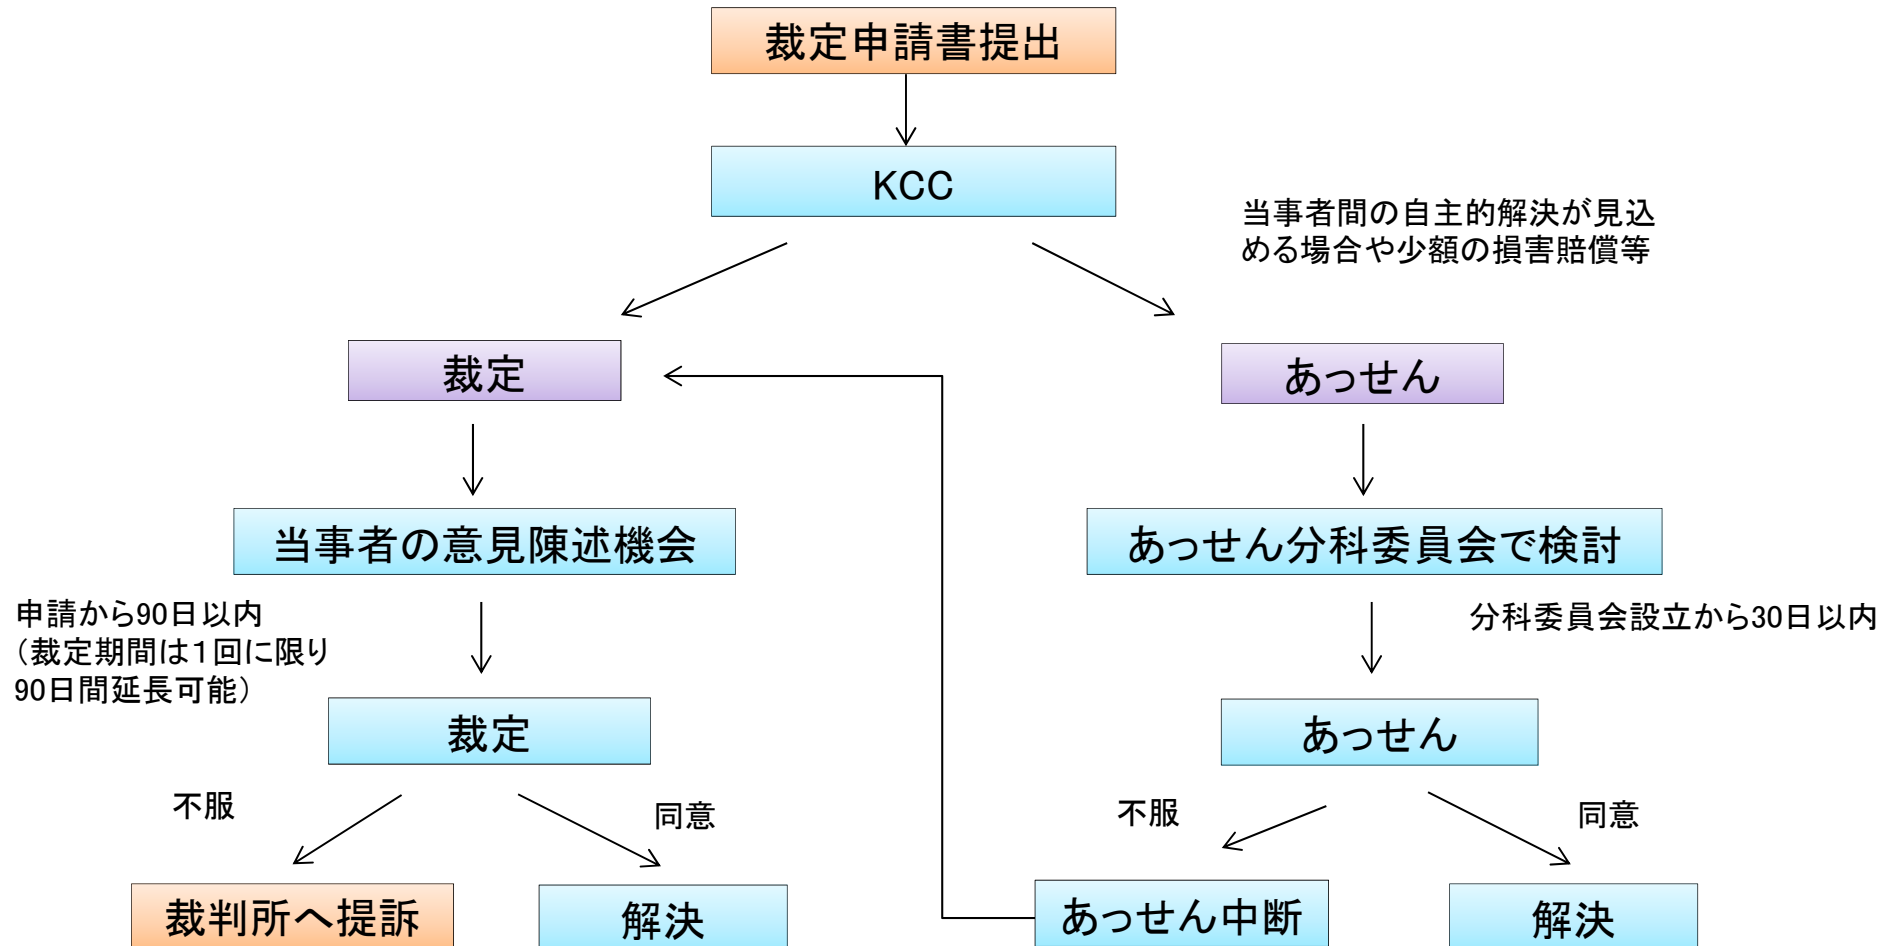 裁定申請書提出
KCC
当事者間の自主的解決が見込
める場合や少額の損害賠償等
裁定
あっせん
当事者の意見陳述機会
あっせん分科委員会で検討
申請から90日以内
（裁定期間は１回に限り
90日間延長可能）
分科委員会設立から30日以内
裁定
あっせん
不服
同意
不服
同意
裁判所へ提訴
解決
あっせん中断
解決